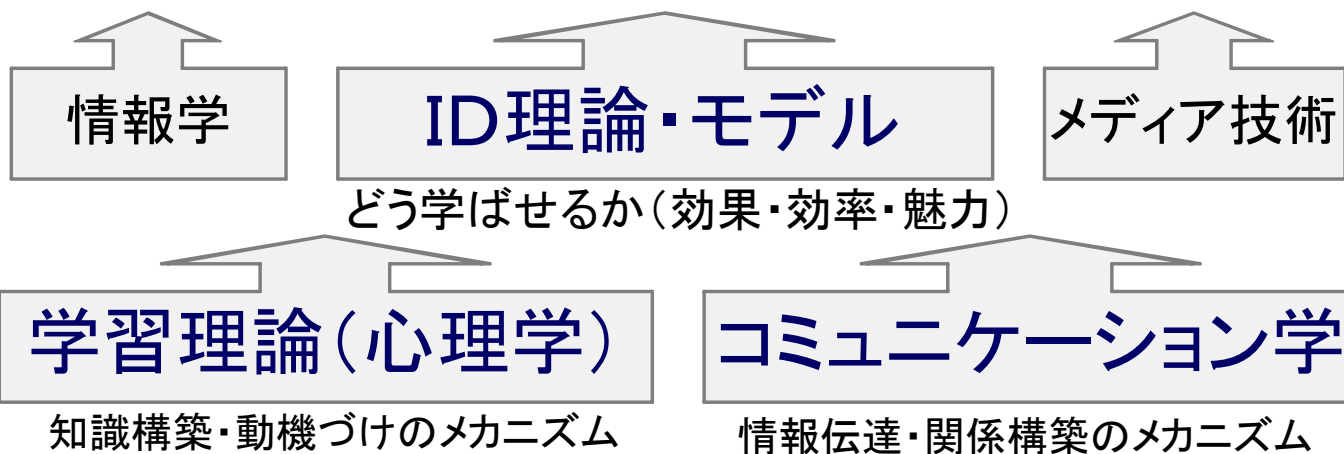 情報学
ID理論・モデル
メディア技術
どう学ばせるか(効果・効率・魅力)
学習理論(心理学)
コミュニケーション学
知識構築・動機づけのメカニズム
情報伝達・関係構築のメカニズム